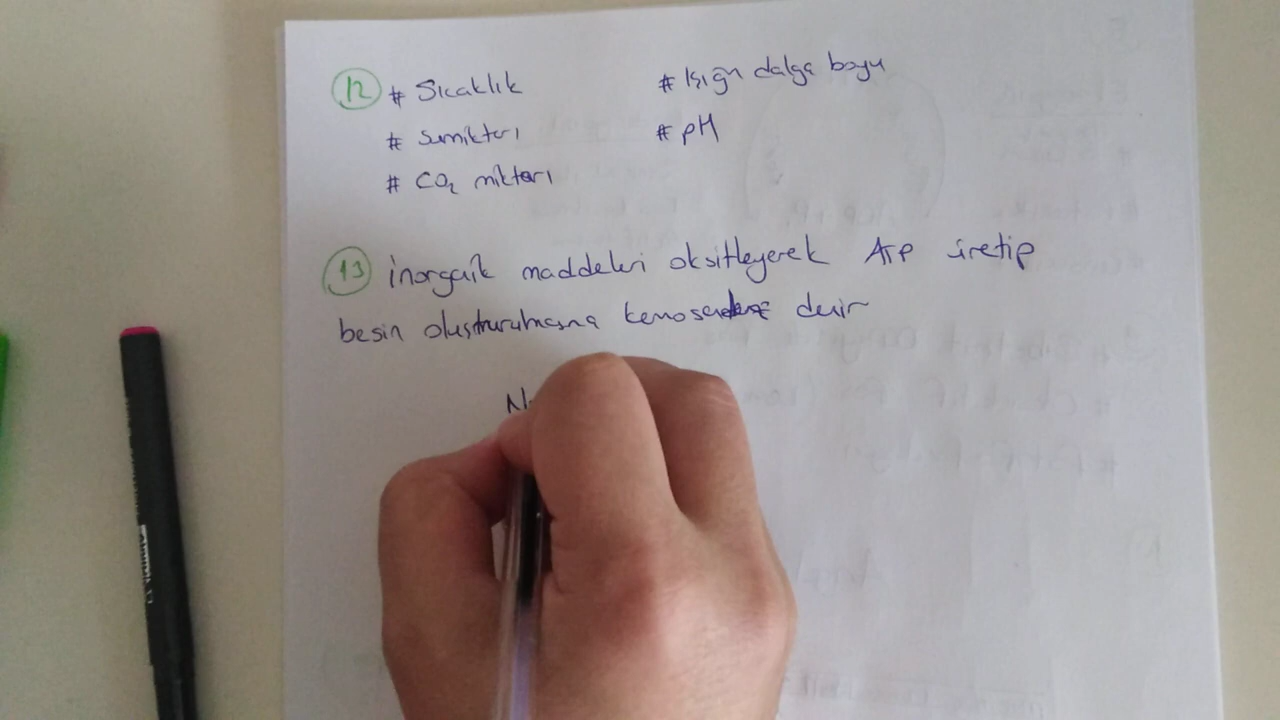 12 # Sıcaklık # Işığın dalga boyu
# su miktarı # pH
# CO₂ miktarı
13 inorganik maddeleri oksitleyerek ATP üretip
besin oluşturulmasına kemosentez denir